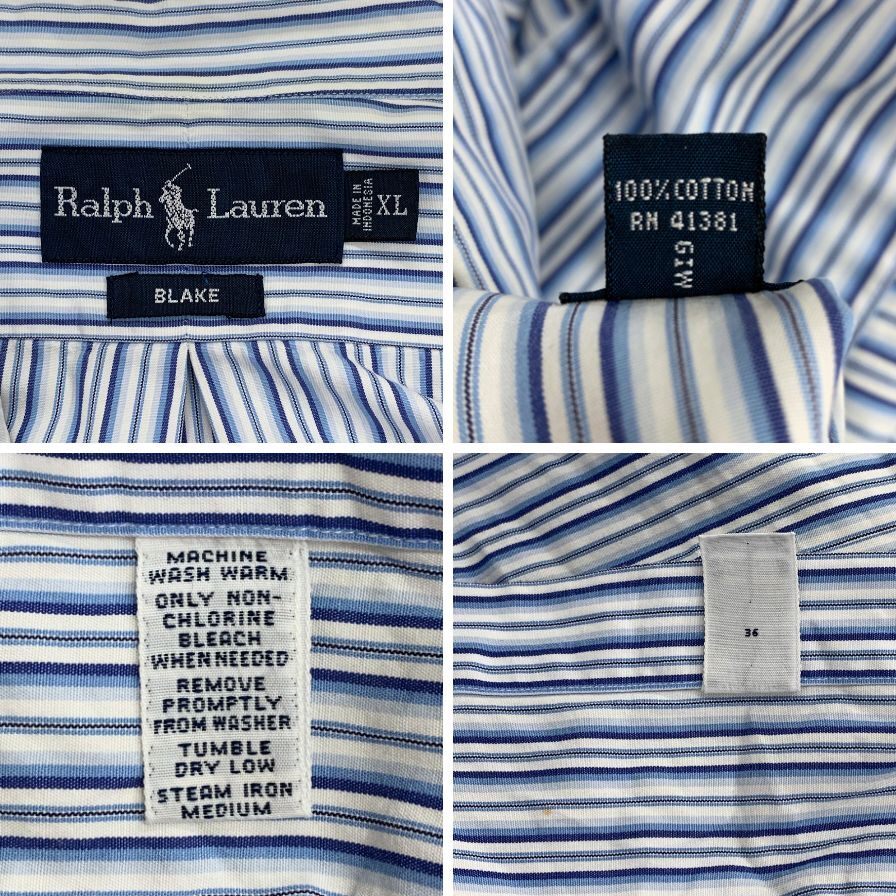 Ralph Lauren
MADE IN
INDONESIA
XL
BLAKE
100% COTTON
RN 41381
GIW
MACHINE
WASH WARM
ONLY NON-
CHLORINE
BLEACH
WHEN NEEDED
REMOVE
PROMPTLY
FROM WASHER
TUMBLE
DRY LOW
STEAM IRON
MEDIUM
36